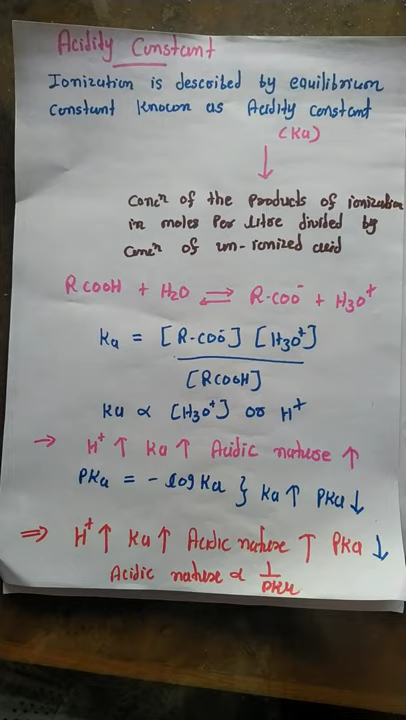 Acidity Constant
Ionization is described by equilibrium
constant known as Acidity constant
(Ka)
↓
Concn of the products of ionization
in moles per litre divided by
Concn of un-ionized acid
RCOOH + H2O ⇌ R-COO⁻ + H3O⁺
Ka = [R-COO⁻] [H3O⁺]
[RCOOH]
Ka ∝ [H3O⁺] or H⁺
→ H⁺ ↑ Ka ↑ Acidic nature ↑
PKa = - log Ka } Ka ↑ PKa ↓
⇒ H⁺ ↑ Ka ↑ Acidic nature ↑ PKa ↓
Acidic nature ∝ 1/PKa